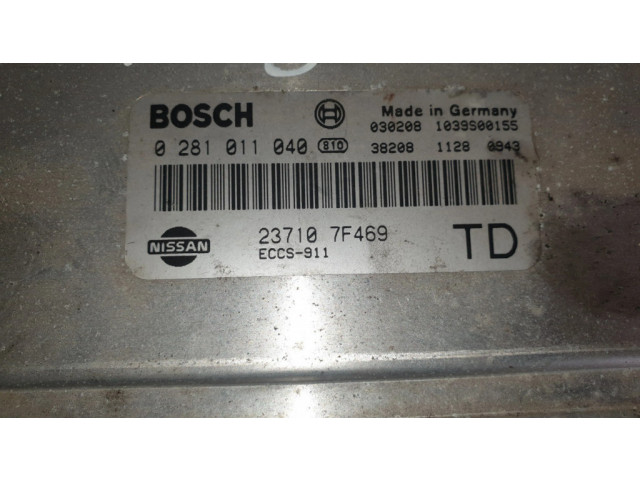 BOSCH Made in Germany
030208 1039S00155
0 281 011 040 810 38208 1128 0943
NISSAN 23710 7F469 TD
ECCS-911